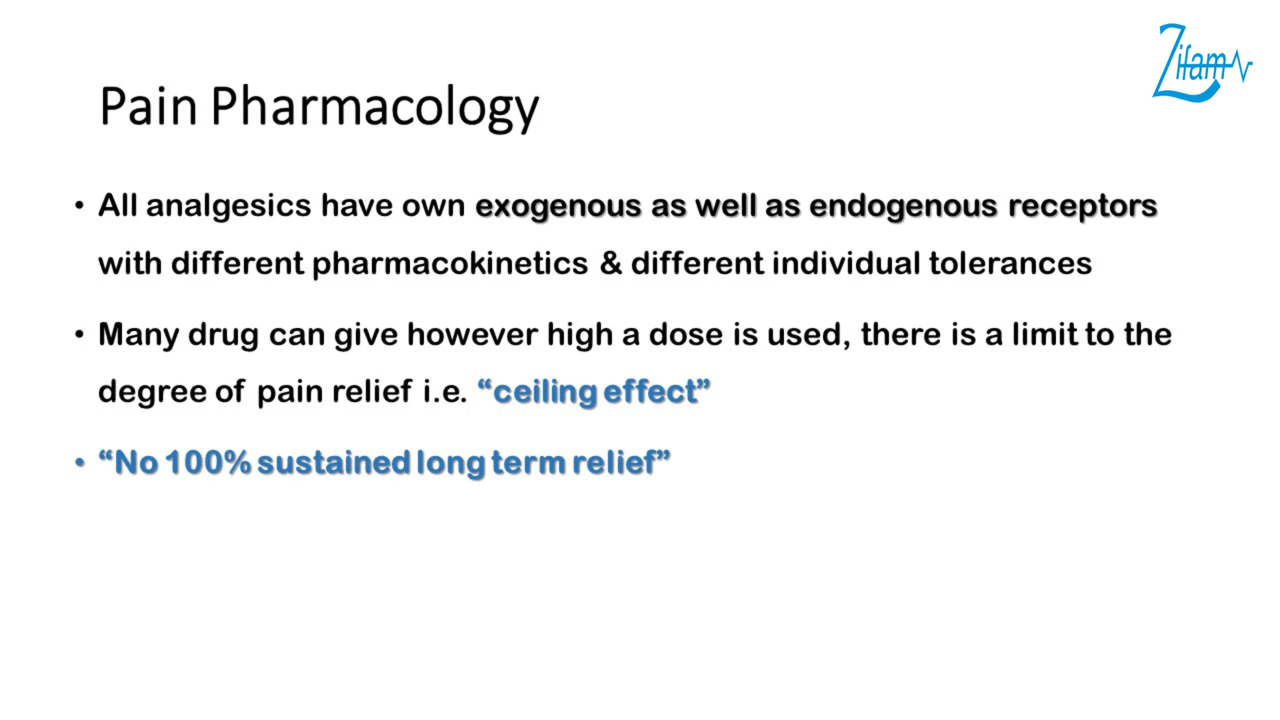 Zifam
Pain Pharmacology
• All analgesics have own exogenous as well as endogenous receptors
with different pharmacokinetics & different individual tolerances
• Many drug can give however high a dose is used, there is a limit to the
degree of pain relief i.e. “ceiling effect”
• “No 100% sustained long term relief”